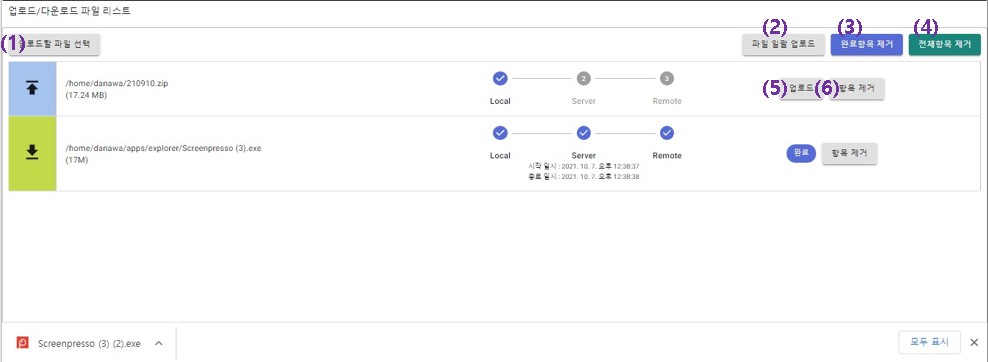 업로드/다운로드 파일 리스트
(1) 업로드할 파일 선택 (2) 파일 일괄 업로드 (3) 완료항목 제거 (4) 전체항목 제거
/home/danawa/210910.zip
(17.24 MB)
2 3
Local Server Remote
(5) 업로드 (6) 항목 제거
/home/danawa/apps/explorer/Screenpresso (3).exe
(17M)
Local Server Remote
시작 일시 : 2021. 10. 7. 오후 12:38:37
종료 일시 : 2021. 10. 7. 오후 12:38:38
완료 항목 제거
Screenpresso (3) (2).exe 모두 표시